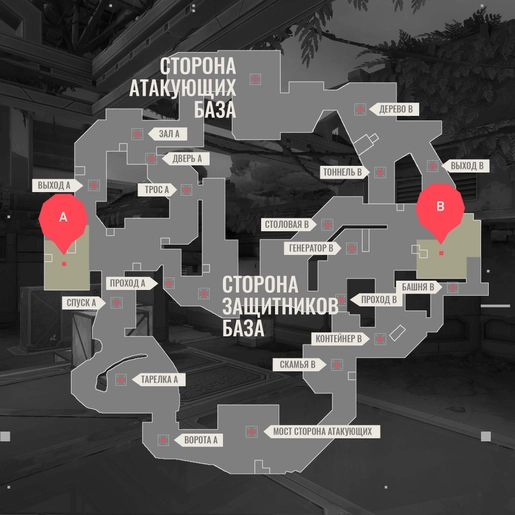 СТОРОНА
АТАКУЮЩИХ
БАЗА
ДЕРЕВО B
ЗАЛ A
ДВЕРЬ A
ВЫХОД B
ТОННЕЛЬ B
ВЫХОД A
ТРОС A
A
B
СТОЛОВАЯ B
ГЕНЕРАТОР B
ПРОХОД A
СТОРОНА
ЗАЩИТНИКОВ
БАЗА
БАШНЯ B
СПУСК A
ПРОХОД B
КОНТЕЙНЕР B
СКАМЬЯ B
ТАРЕЛКА A
ВОРОТА A
МОСТ СТОРОНА АТАКУЮЩИХ